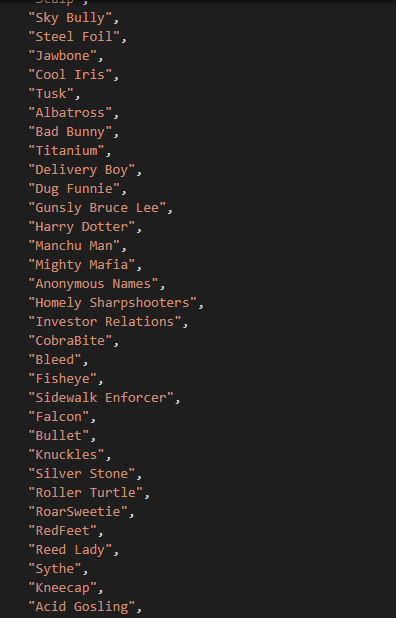 "Sky Bully",
"Steel Foil",
"Jawbone",
"Cool Iris",
"Tusk",
"Albatross",
"Bad Bunny",
"Titanium",
"Delivery Boy",
"Dug Funnie",
"Gunsly Bruce Lee",
"Harry Dotter",
"Manchu Man",
"Mighty Mafia",
"Anonymous Names",
"Homely Sharpshooters",
"Investor Relations",
"CobraBite",
"Bleed",
"Fisheye",
"Sidewalk Enforcer",
"Falcon",
"Bullet",
"Knuckles",
"Silver Stone",
"Roller Turtle",
"RoarSweetie",
"RedFeet",
"Reed Lady",
"Sythe",
"Kneecap",
"Acid Gosling",